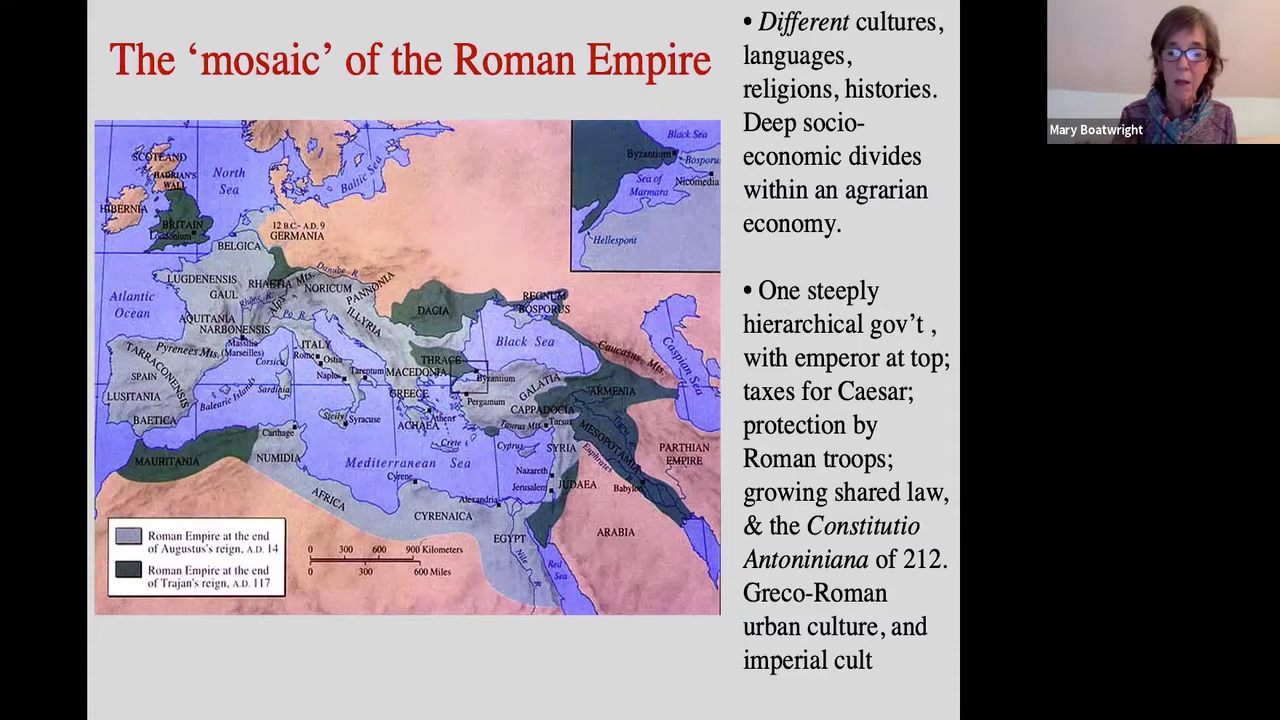 The ‘mosaic’ of the Roman Empire
• Different cultures,
languages,
religions, histories.
Deep socio-
economic divides
within an agrarian
economy.
• One steeply
hierarchical gov’t ,
with emperor at top;
taxes for Caesar;
protection by
Roman troops;
growing shared law,
& the Constitutio
Antoniniana of 212.
Greco-Roman
urban culture, and
imperial cult
Mary Boatwright
SCOTLAND
HADRIAN'S
WALL
North
Sea
Baltic Sea
HIBERNIA
BRITAIN
Londinium
12 B.C.- A.D. 9
GERMANIA
BELGICA
Black Sea
Byzantium
Bosporus
Sea of
Marmara
Nicomedia
Hellespont
LUGDENENSIS
GAUL
RHAETIA
Mts.
Danube R.
NORICUM
PANNONIA
ILLYRIA
Atlantic
Ocean
AQUITANIA
NARBONENSIS
Po R.
DACIA
REGNUM
BOSPORUS
Massilia
(Marseilles)
Pyrenees Mts.
TARRACONENSIS
SPAIN
LUSITANIA
BAETICA
Balearic Islands
Corsica
Sardinia
ITALY
Rome
Ostia
Naples
Tarentum
MACEDONIA
THRACE
Byzantium
Black Sea
Caucasus Mts.
Caspian Sea
GREECE
Pergamum
GALATIA
ARMENIA
Sicily
Syracuse
ACHAEA
Athens
CAPPADOCIA
Taurus Mts.
Tarsus
MESOPOTAMIA
Carthage
Crete
Cyprus
SYRIA
Euphrates
PARTHIAN
EMPIRE
MAURITANIA
NUMIDIA
Mediterranean Sea
Cyrene
Nazareth
Jerusalem
JUDAEA
Babylon
AFRICA
CYRENAICA
Alexandria
EGYPT
Nile R.
Red
Sea
ARABIA
Roman Empire at the end
of Augustus's reign, A.D. 14
Roman Empire at the end
of Trajan's reign, A.D. 117
0 300 600 900 Kilometers
0 300 600 Miles